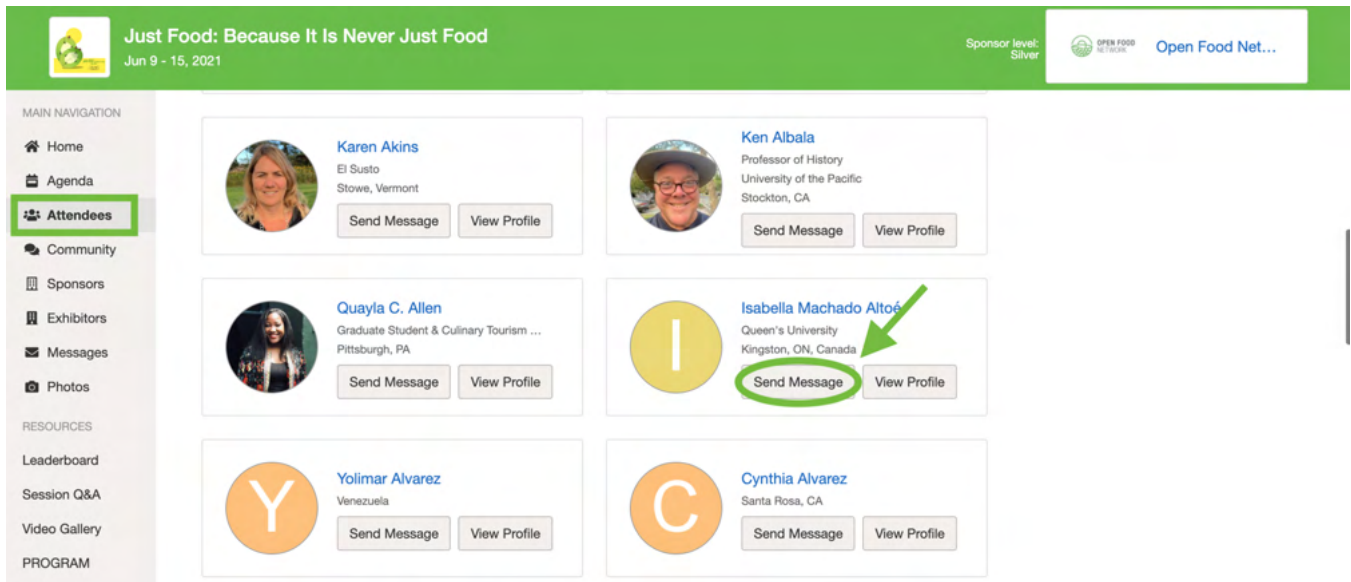 Just Food: Because It Is Never Just Food
Jun 9 - 15, 2021
Sponsor level:
Silver
OPEN FOOD
NETWORK
Open Food Net...
MAIN NAVIGATION
Home
Agenda
Attendees
Community
Sponsors
Exhibitors
Messages
Photos
RESOURCES
Leaderboard
Session Q&A
Video Gallery
PROGRAM
Karen Akins
El Susto
Stowe, Vermont
Send Message View Profile
Ken Albala
Professor of History
University of the Pacific
Stockton, CA
Send Message View Profile
Quayla C. Allen
Graduate Student & Culinary Tourism ...
Pittsburgh, PA
Send Message View Profile
I
Isabella Machado Altoé
Queen's University
Kingston, ON, Canada
Send Message View Profile
Y
Yolimar Alvarez
Venezuela
Send Message View Profile
C
Cynthia Alvarez
Santa Rosa, CA
Send Message View Profile